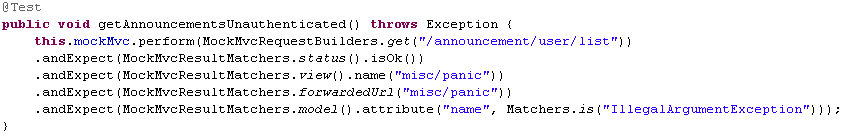 @Test
public void getAnnouncementsUnauthenticated() throws Exception {
this.mockMvc.perform(MockMvcRequestBuilders.get("/announcement/user/list"))
.andExpect(MockMvcResultMatchers.status().isOk())
.andExpect(MockMvcResultMatchers.view().name("misc/panic"))
.andExpect(MockMvcResultMatchers.forwardedUrl("misc/panic"))
.andExpect(MockMvcResultMatchers.model().attribute("name", Matchers.is("IllegalArgumentException")));
}